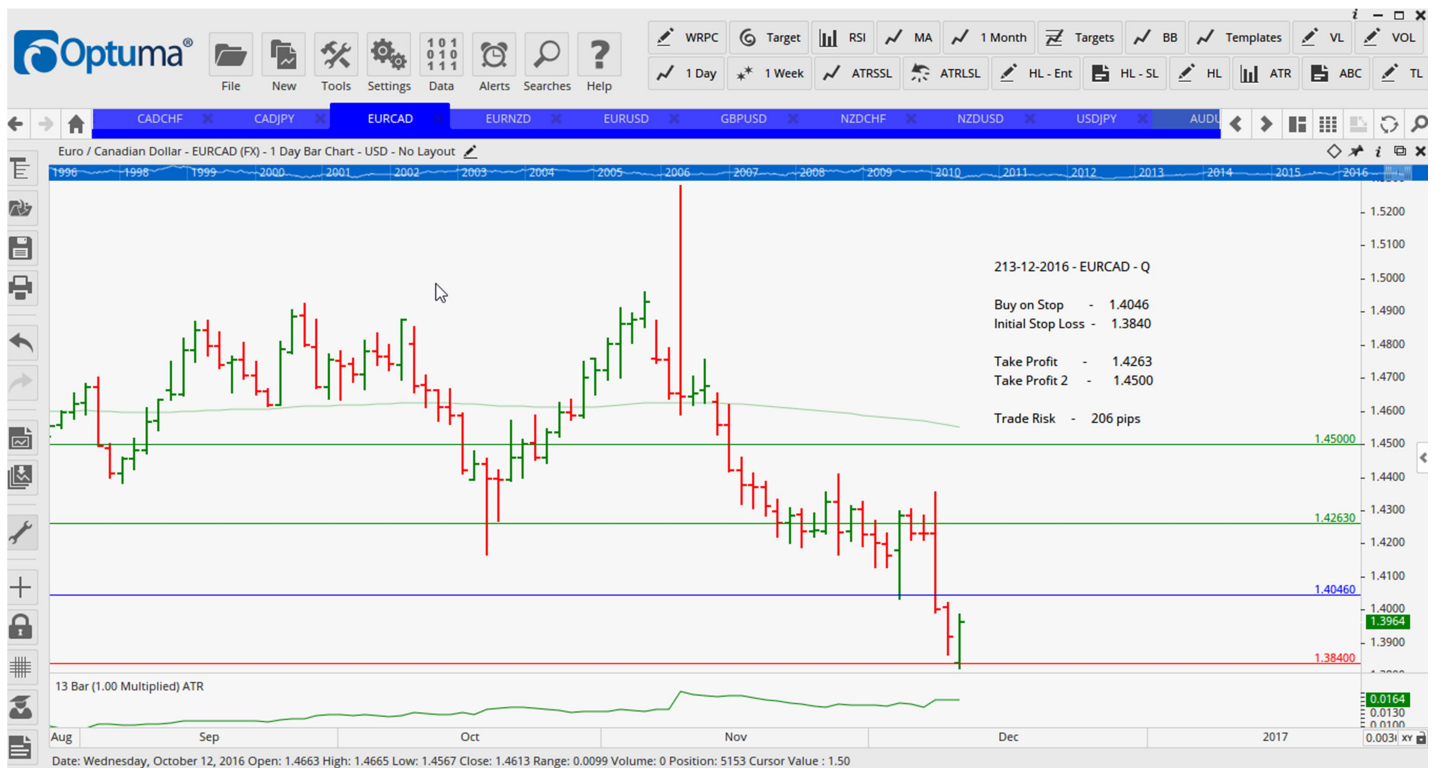 Optuma®
File New Tools Settings Data Alerts Searches Help
WRPC Target RSI MA 1 Month Targets BB Templates VL VOL
1 Day 1 Week ATRSSL ATRLSL HL - Ent HL - SL HL ATR ABC TL
CADCHF CADJPY EURCAD EURNZD EURUSD GBPUSD NZDCHF NZDUSD USDJPY AUDU
Euro / Canadian Dollar - EURCAD (FX) - 1 Day Bar Chart - USD - No Layout
1996 1998 1999 2000 2001 2002 2003 2004 2005 2006 2007 2008 2009 2010 2011 2012 2013 2014 2015 2016
1.5200
1.5100
213-12-2016 - EURCAD - Q
1.5000
Buy on Stop - 1.4046
1.4900
Initial Stop Loss - 1.3840
1.4800
Take Profit - 1.4263
Take Profit 2 - 1.4500
1.4700
1.4600
Trade Risk - 206 pips
1.45000
1.4500
1.4400
1.4300
1.42630
1.4200
1.4100
1.40460
1.4000
1.3964
1.3900
1.38400
13 Bar (1.00 Multiplied) ATR
0.0164
0.0130
0.0100
Aug Sep Oct Nov Dec 2017 XY
Date: Wednesday, October 12, 2016 Open: 1.4663 High: 1.4665 Low: 1.4567 Close: 1.4613 Range: 0.0099 Volume: 0 Position: 5153 Cursor Value : 1.50